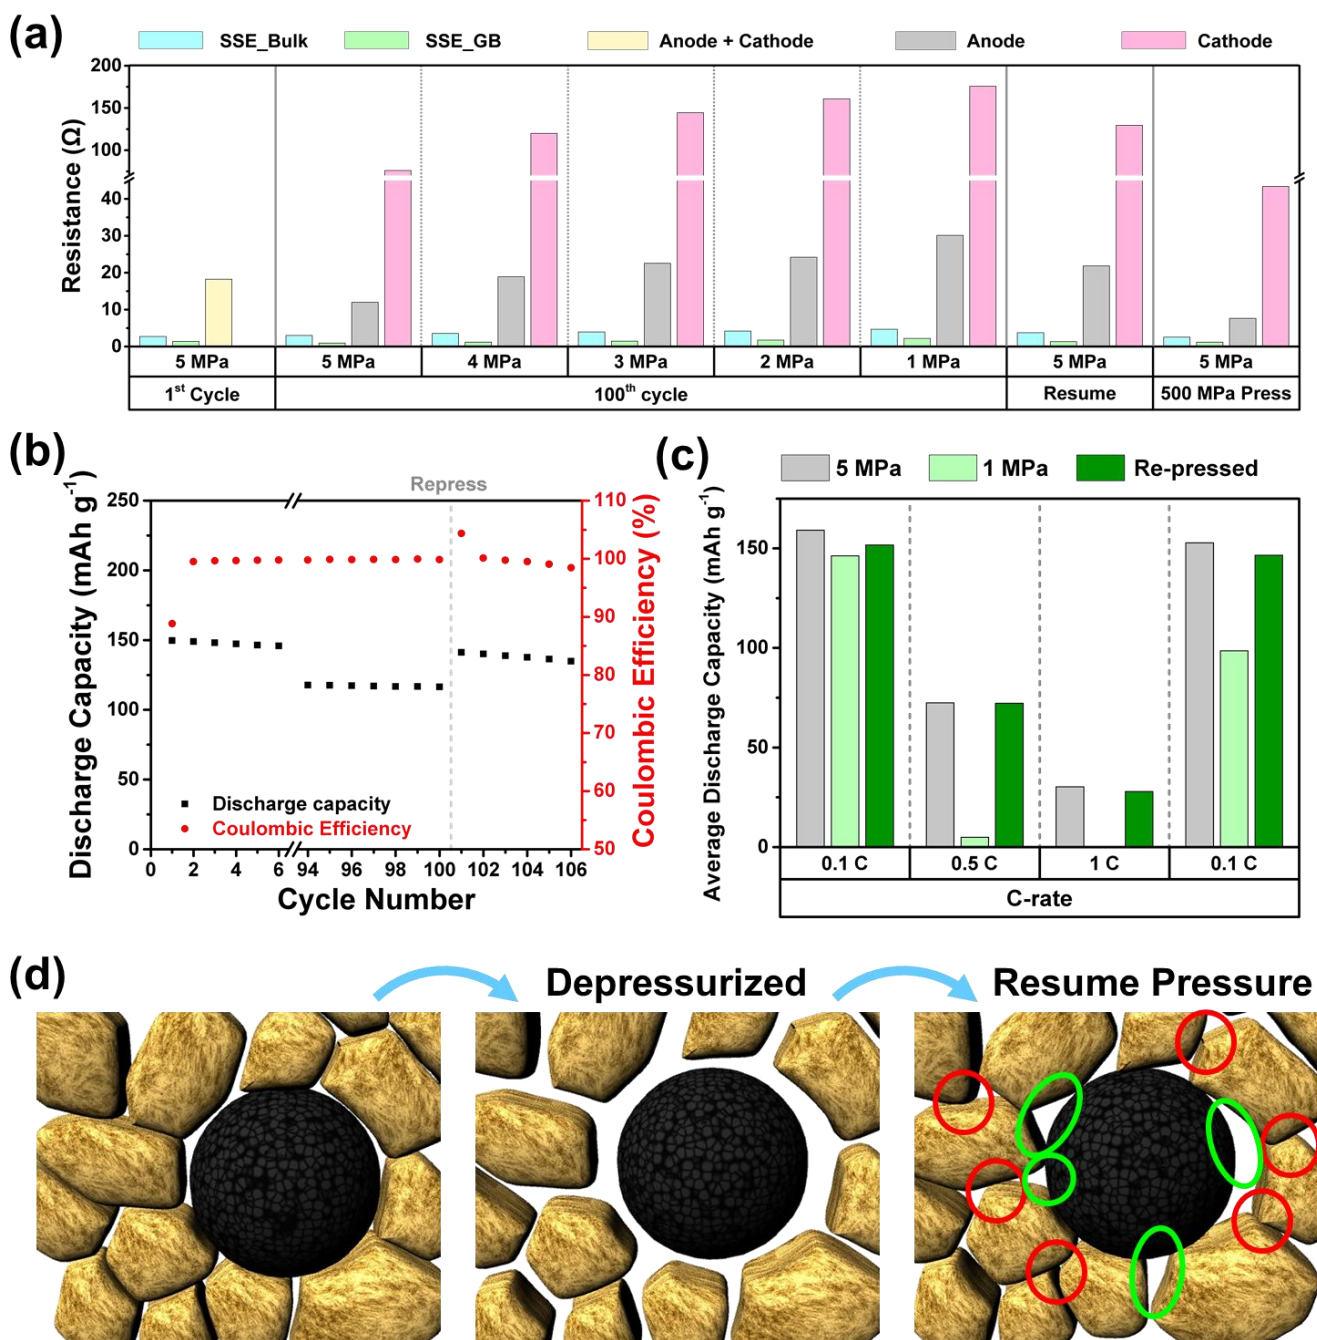 (a)
SSE_Bulk SSE_GB Anode + Cathode Anode Cathode
Resistance (Ω)
200
150
100
40
30
20
10
0
5 MPa 5 MPa 4 MPa 3 MPa 2 MPa 1 MPa 5 MPa 5 MPa
1st Cycle 100th cycle Resume 500 MPa Press
(b)
Discharge Capacity (mAh g-1)
250
200
150
100
50
0
Repress
Discharge capacity
Coulombic Efficiency
110
100
90
80
70
60
50
Coulombic Efficiency (%)
0 2 4 6 94 96 98 100 102 104 106
Cycle Number
(c)
5 MPa 1 MPa Re-pressed
Average Discharge Capacity (mAh g-1)
150
100
50
0
0.1 C 0.5 C 1 C 0.1 C
C-rate
(d)
Depressurized Resume Pressure